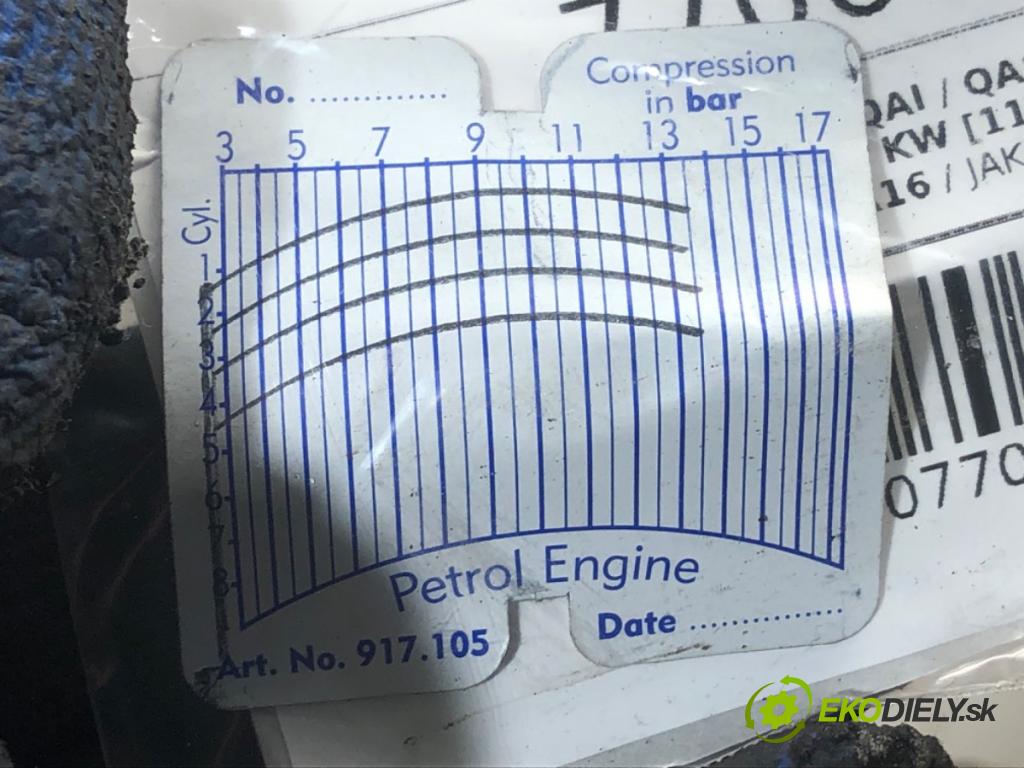 No. ..............
Compression
in bar
3 5 7 9 11 13 15 17
Cyl.
1
2
3
4
5
6
7
8
Petrol Engine
Art. No. 917.105
Date ................
QAI / QA
KW [11
16 / JAK
0770
EKODIELY.sk